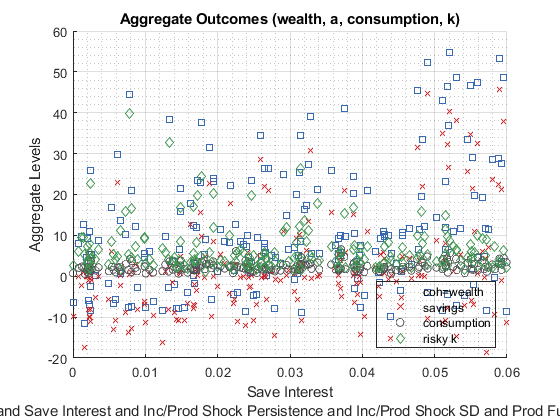 Aggregate Outcomes (wealth, a, consumption, k)
60
50
40
30
20
10
0
-10
-20
Aggregate Levels
coh=wealth
savings
consumption
risky k
0
0.01
0.02
0.03
0.04
0.05
0.06
Save Interest
and Save Interest and Inc/Prod Shock Persistence and Inc/Prod Shock SD and Prod Fu